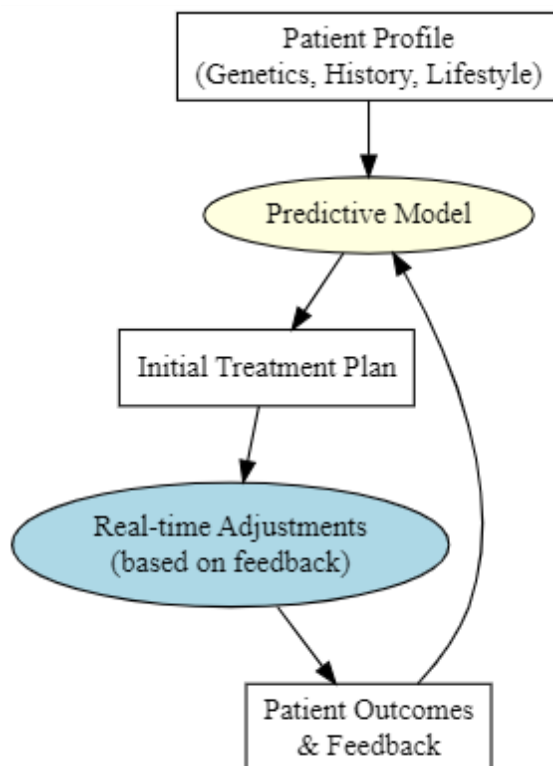 Patient Profile
(Genetics, History, Lifestyle)
Predictive Model
Initial Treatment Plan
Real-time Adjustments
(based on feedback)
Patient Outcomes
& Feedback